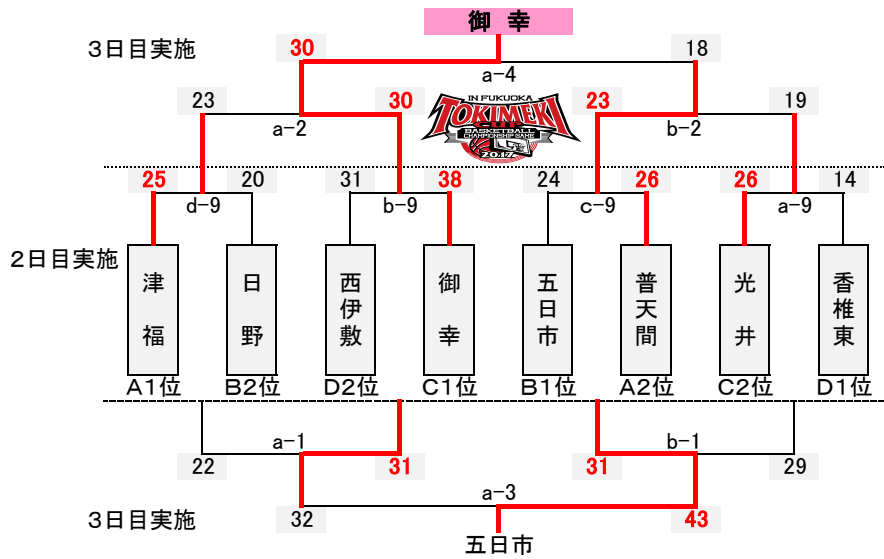 御 幸
3日目実施
30
18
a-4
23
30
23
19
IN FUKUOKA
TOKIMEKI
CUP
BASKETBALL
CHAMPIONSHIP GAME
2017
a-2
b-2
25
20
31
38
24
26
26
14
d-9
b-9
c-9
a-9
2日目実施
津福
日野
西伊敷
御幸
五日市
普天間
光井
香椎東
A1位
B2位
D2位
C1位
B1位
A2位
C2位
D1位
a-1
b-1
22
31
31
29
a-3
3日目実施
32
43
五日市